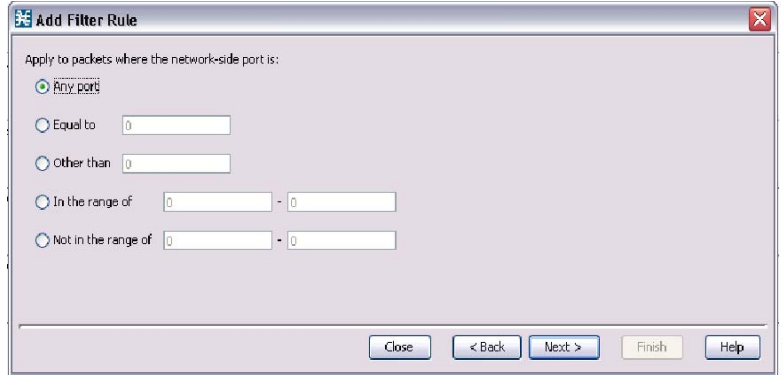 Add Filter Rule
Apply to packets where the network-side port is:
Any port
Equal to 0
Other than 0
In the range of 0 - 0
Not in the range of 0 - 0
Close < Back Next > Finish Help